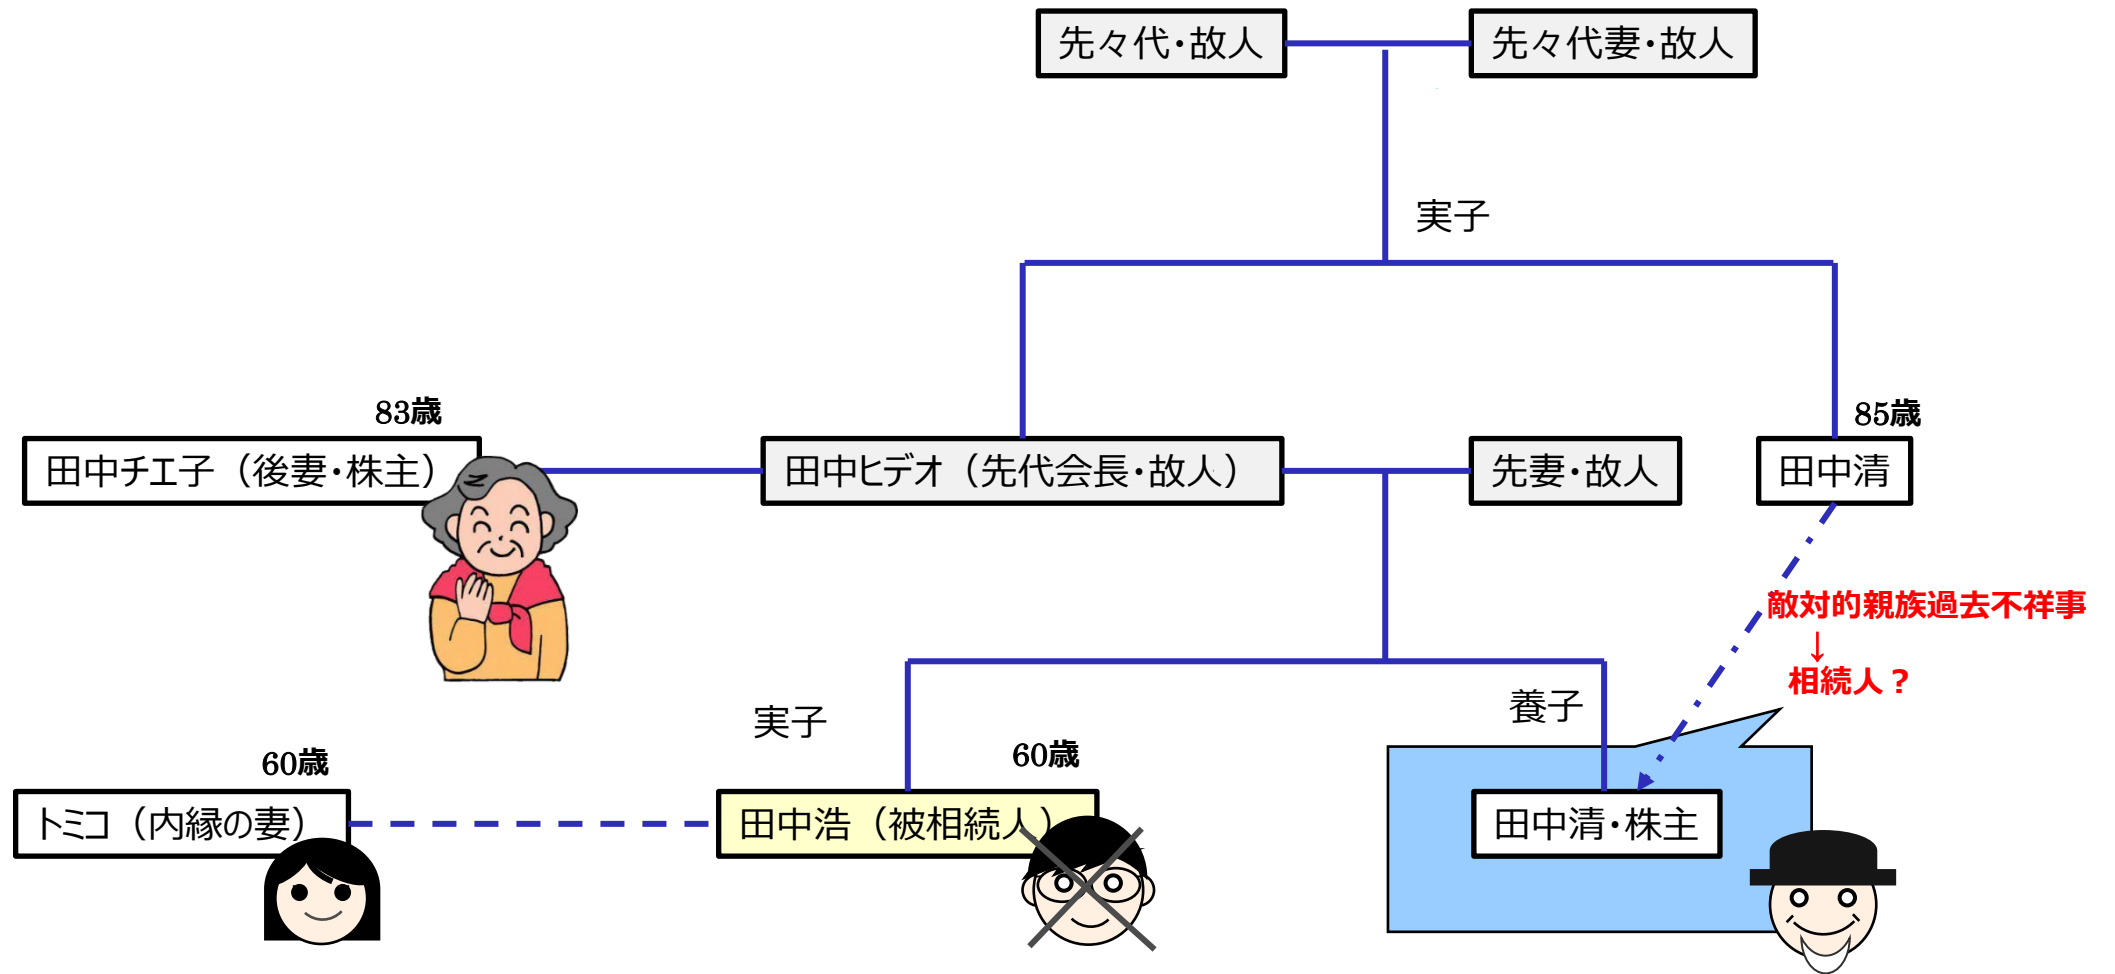 先々代・故人
先々代妻・故人
実子
83歳
85歳
田中チエ子（後妻・株主）
田中ヒデオ（先代会長・故人）
先妻・故人
田中清
敵対的親族過去不祥事
↓
相続人？
養子
実子
60歳
60歳
トミコ（内縁の妻）
田中浩（被相続人）
田中清・株主